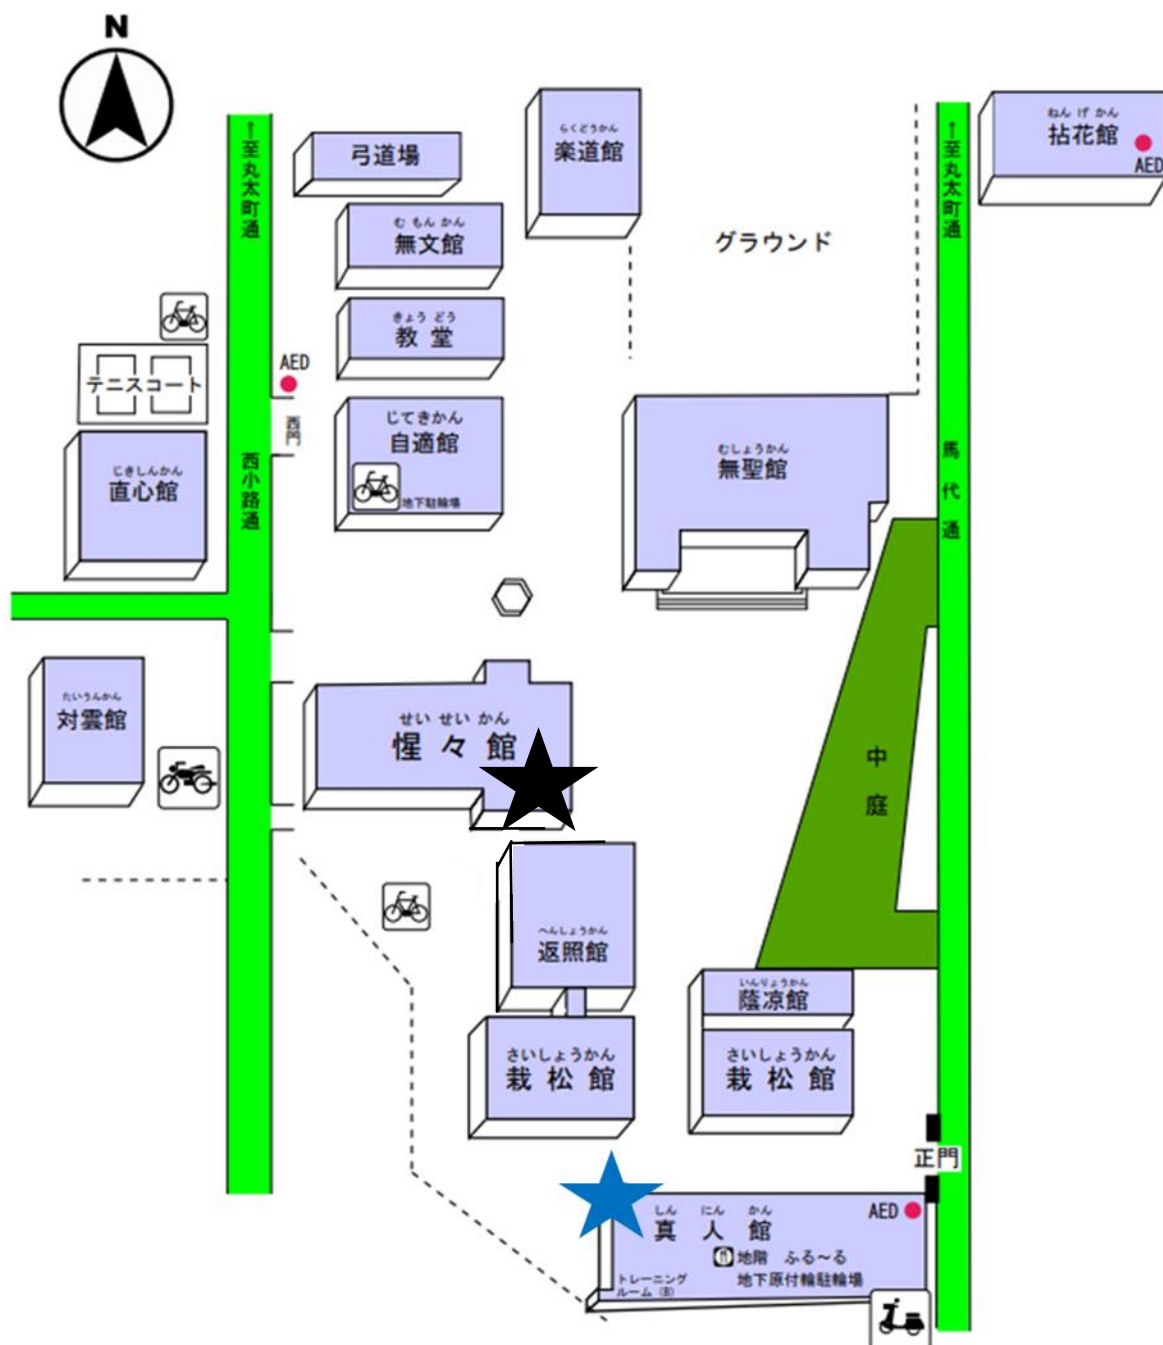 N
↑至丸太町通
弓道場
らくどうかん
楽道館
↑至丸太町通
ねんげかん
拈花館
AED
むもんかん
無文館
グラウンド
きょうどう
教堂
AED
テニスコート
西門
じてきかん
自適館
地下駐輪場
じきしんかん
直心館
西小路通
むしょうかん
無聖館
馬代通
たいうんかん
対雲館
せいせいかん
惺々館
中庭
へんしょうかん
返照館
いんりょうかん
蔭凉館
さいしょうかん
栽松館
さいしょうかん
栽松館
正門
しんにんかん
真人館
AED
地階 ふる～る
地下原付輪駐輪場
トレーニング
ルーム (B)